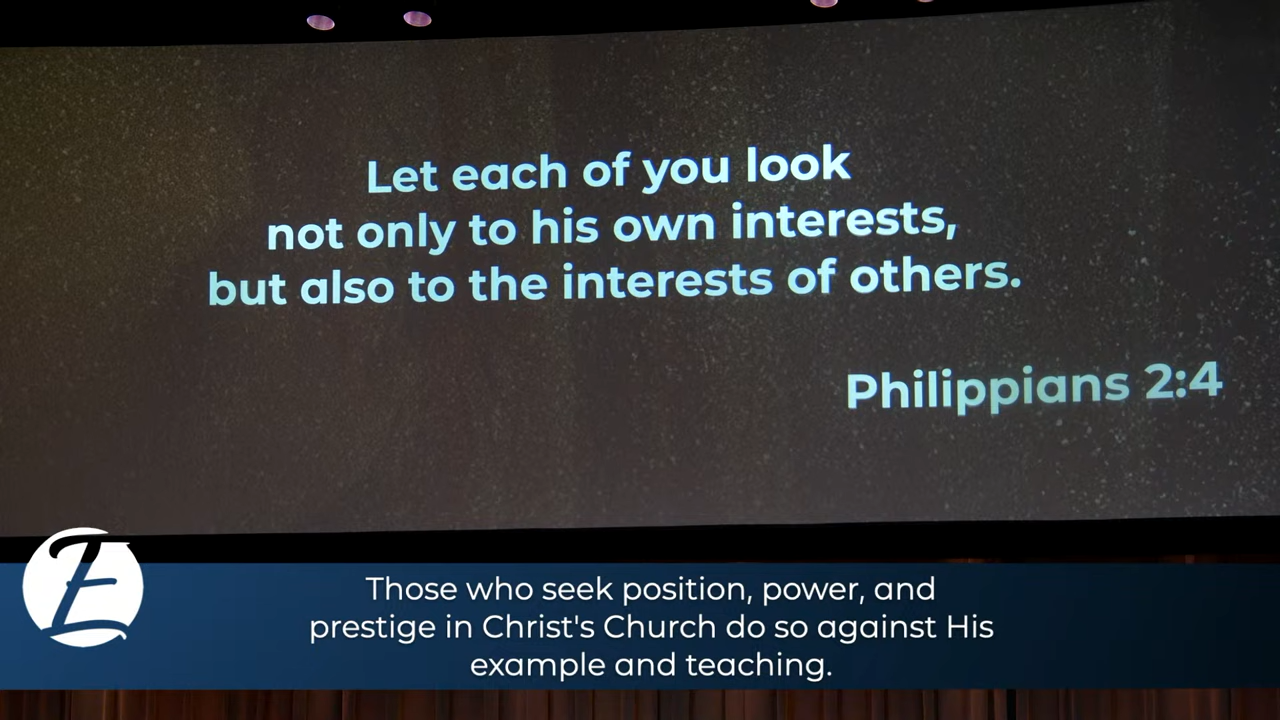 Let each of you look
not only to his own interests,
but also to the interests of others.
Philippians 2:4
E
Those who seek position, power, and
prestige in Christ's Church do so against His
example and teaching.